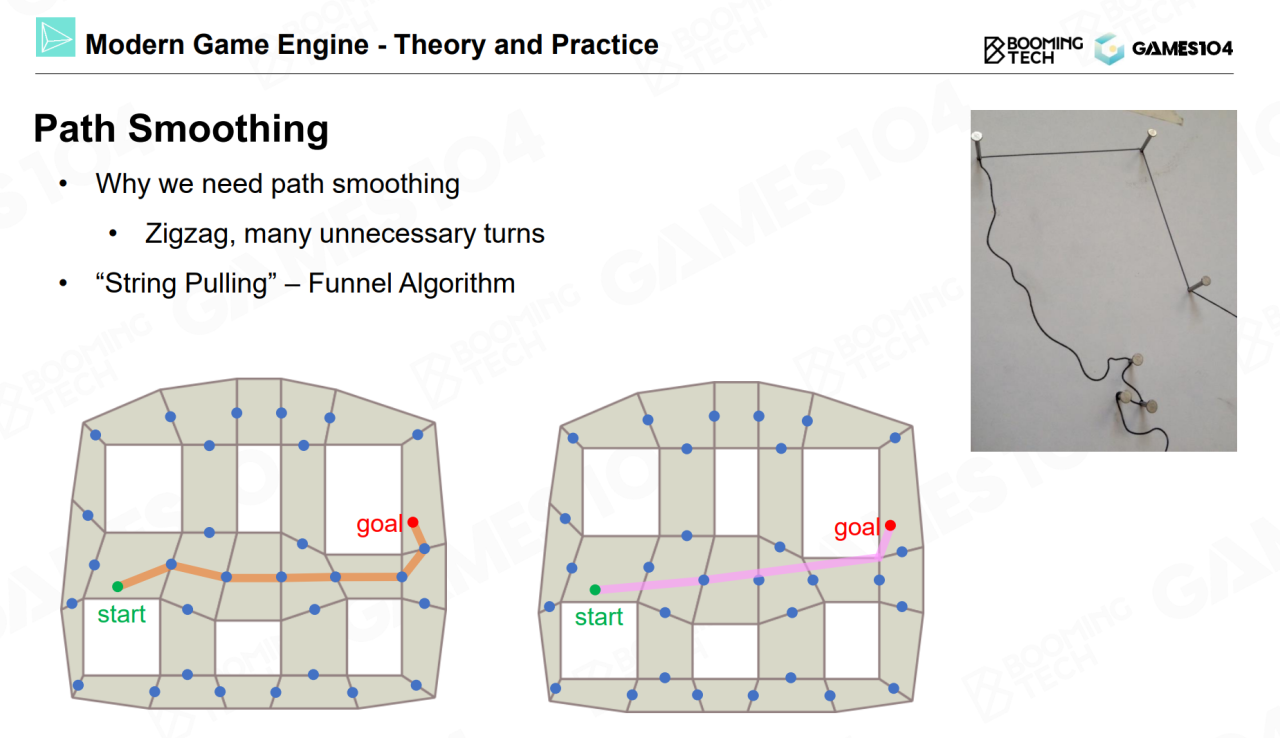 Modern Game Engine - Theory and Practice
BOOMING
TECH
GAMES104
Path Smoothing
• Why we need path smoothing
• Zigzag, many unnecessary turns
• “String Pulling” – Funnel Algorithm
goal
start
goal
start